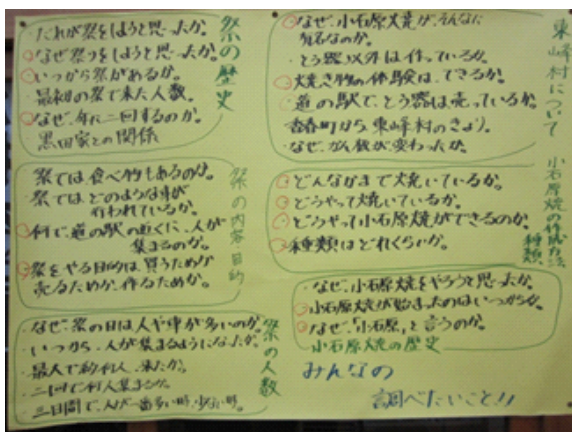 東峰村について
なぜ、小石原焼が、そんなに
有名なのか。
とう器以外は作っているか。
焼き物の体験は、できるか。
道の駅で、とう器は売っているか。
香春町から東峰村のきょり。
なぜ、が変わったか。
小石原焼の作成方法
種類
どんなかまで焼いているか。
どうやって焼いているか。
どうやって小石原焼ができるのか。
種類はどれくらいか。
なぜ、小石原焼をやろうと思ったか。
小石原焼が始まったのはいつからか。
なぜ、「小石原」と言うのか。
小石原焼の歴史
みんなの
調べたいこと!!
祭の歴史
だれが祭をしようと思ったか。
なぜ祭をしようと思ったか。
いつから祭があるか。
最初の祭で来た人数。
なぜ、年に二回するのか。
黒田家との関係
祭の内容・目的
祭では、食べ物もあるのか。
祭ではどのような事が
行われているか。
何で道の駅の近くに、人が
集まるのか。
祭をやる目的は、買うためか
売るためか、作るためか。
祭の人数
なぜ、祭の日は人や車が多いのか。
いつから、人が集まるようになったか。
最大で約何人、来たか。
二回で何人集まるか。
三日間で、人が一番多い時、少ない時。